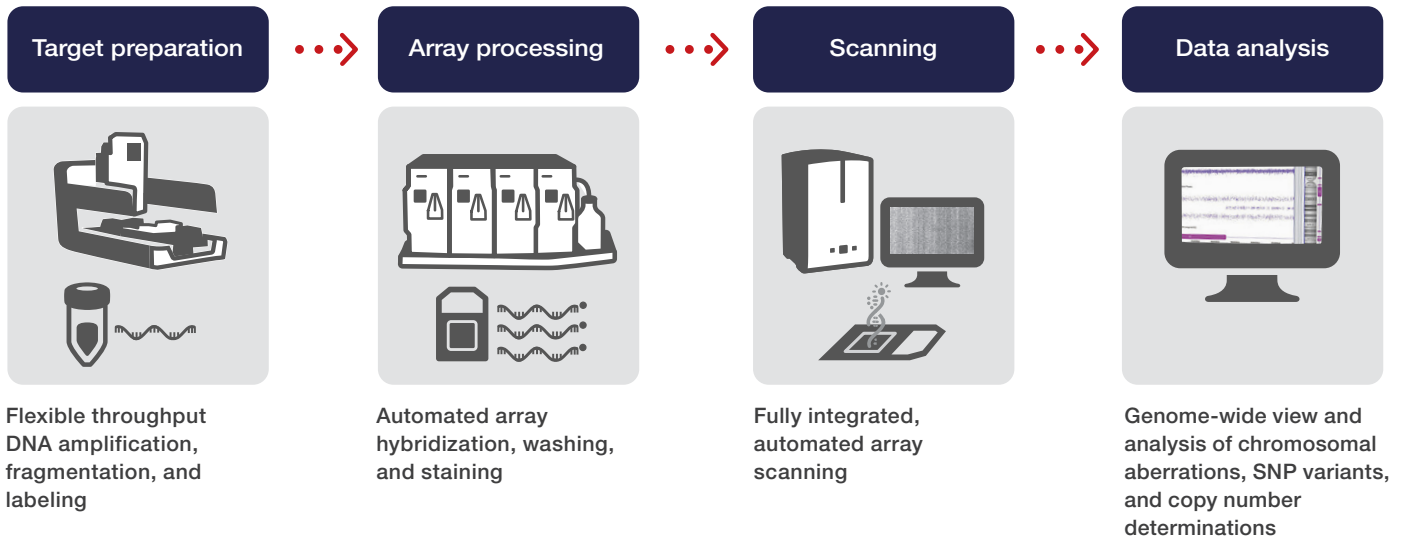 Target preparation
Array processing
Scanning
Data analysis
Flexible throughput
DNA amplification,
fragmentation, and
labeling
Automated array
hybridization, washing,
and staining
Fully integrated,
automated array
scanning
Genome-wide view and
analysis of chromosomal
aberrations, SNP variants,
and copy number
determinations